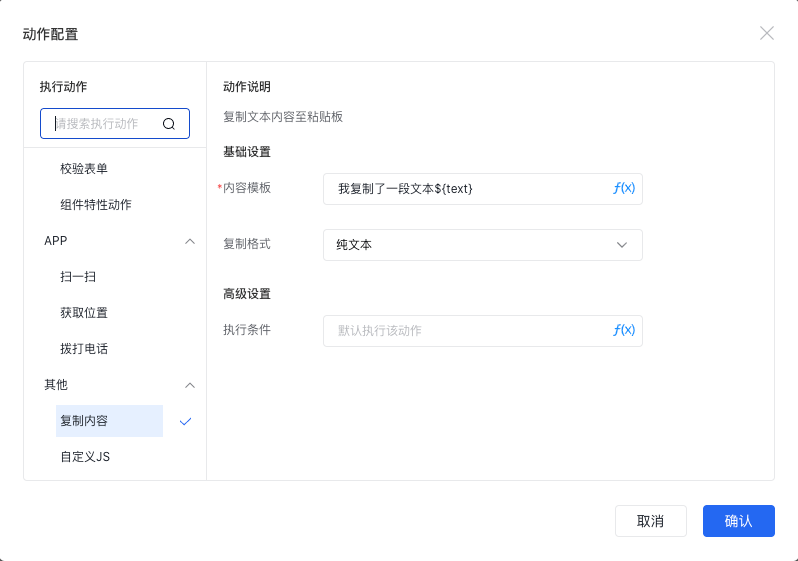 动作配置
执行动作
请搜索执行动作
校验表单
组件特性动作
APP
扫一扫
获取位置
拨打电话
其他
复制内容
自定义JS
动作说明
复制文本内容至粘贴板
基础设置
*内容模板 我复制了一段文本${text} ƒ(x)
复制格式 纯文本
高级设置
执行条件 默认执行该动作 ƒ(x)
取消 确认